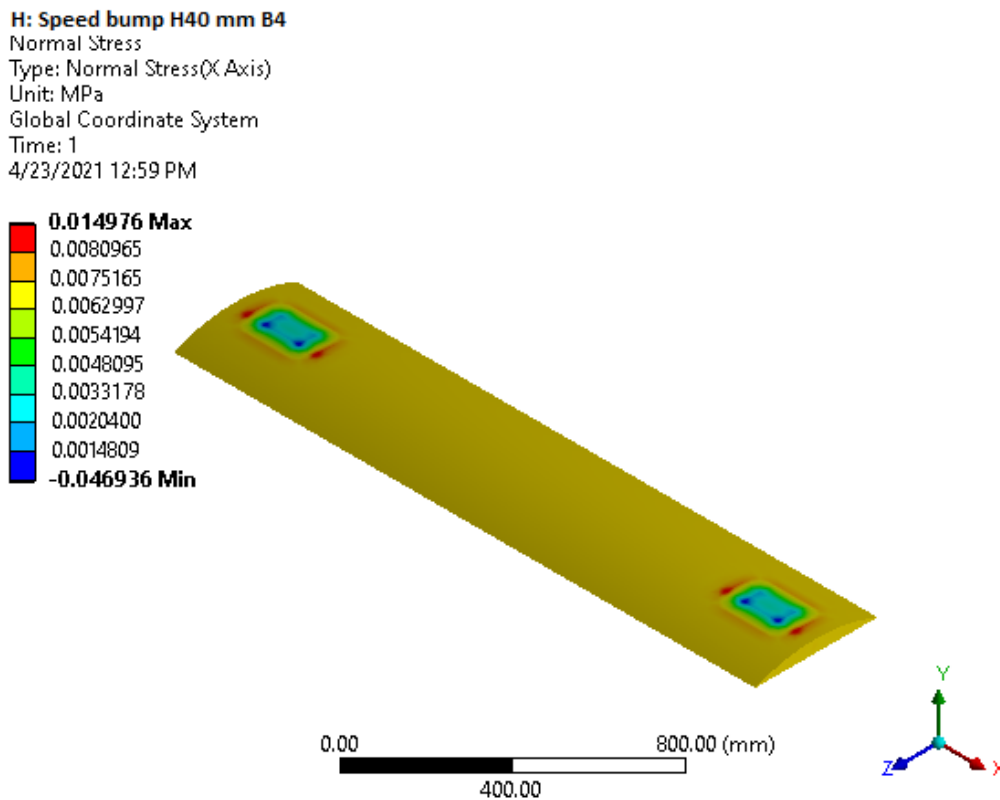 H: Speed bump H40 mm B4
Normal Stress
Type: Normal Stress(X Axis)
Unit: MPa
Global Coordinate System
Time: 1
4/23/2021 12:59 PM
0.014976 Max
0.0080965
0.0075165
0.0062997
0.0054194
0.0048095
0.0033178
0.0020400
0.0014809
-0.046936 Min
0.00
800.00 (mm)
400.00
Y
Z
X